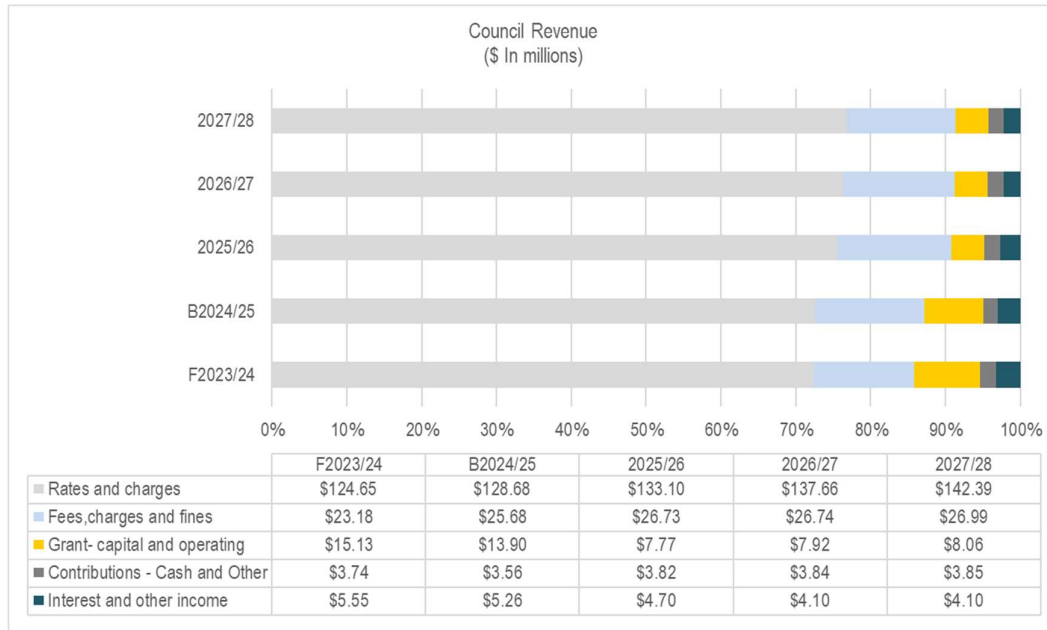 Council Revenue
($ In millions)
2027/28
2026/27
2025/26
B2024/25
F2023/24
0% 10% 20% 30% 40% 50% 60% 70% 80% 90% 100%
F2023/24 B2024/25 2025/26 2026/27 2027/28
Rates and charges $124.65 $128.68 $133.10 $137.66 $142.39
Fees,charges and fines $23.18 $25.68 $26.73 $26.74 $26.99
Grant- capital and operating $15.13 $13.90 $7.77 $7.92 $8.06
Contributions - Cash and Other $3.74 $3.56 $3.82 $3.84 $3.85
Interest and other income $5.55 $5.26 $4.70 $4.10 $4.10